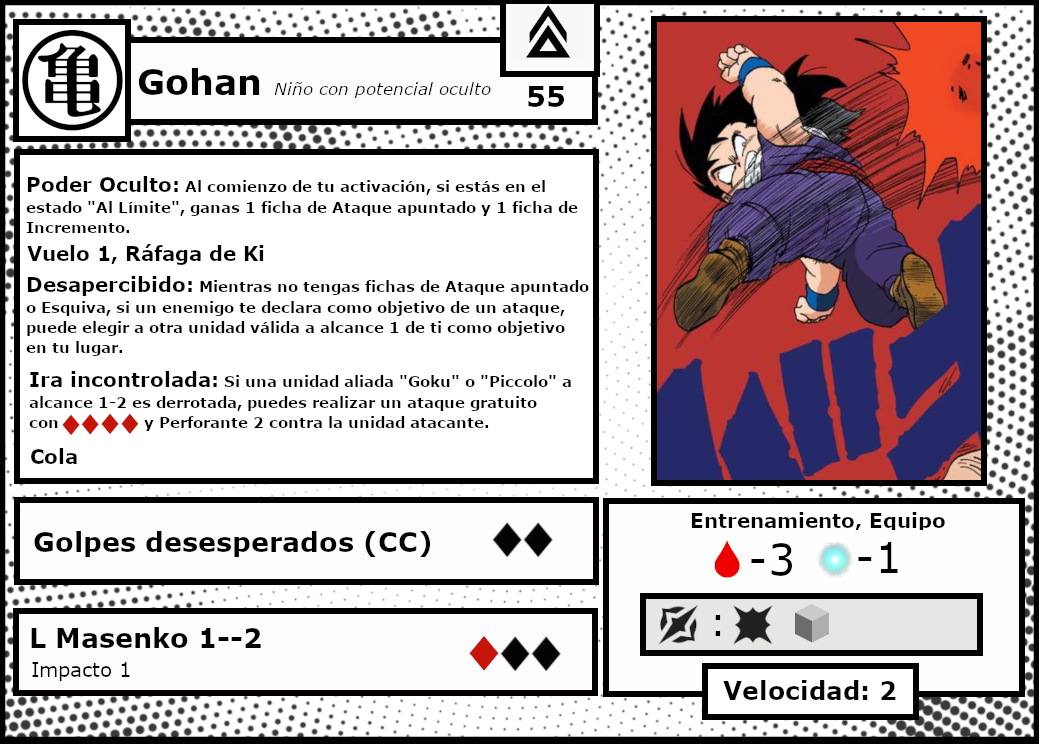 亀
Gohan Niño con potencial oculto
55
Poder Oculto: Al comienzo de tu activación, si estás en el
estado "Al Límite", ganas 1 ficha de Ataque apuntado y 1 ficha de
Incremento.
Vuelo 1, Ráfaga de Ki
Desapercibido: Mientras no tengas fichas de Ataque apuntado
o Esquiva, si un enemigo te declara como objetivo de un ataque,
puede elegir a otra unidad válida a alcance 1 de ti como objetivo
en tu lugar.
Ira incontrolada: Si una unidad aliada "Goku" o "Piccolo" a
alcance 1-2 es derrotada, puedes realizar un ataque gratuito
con ♦♦♦♦ y Perforante 2 contra la unidad atacante.
Cola
Golpes desesperados (CC)
L Masenko 1--2
Impacto 1
Entrenamiento, Equipo
-3 -1
:
Velocidad: 2